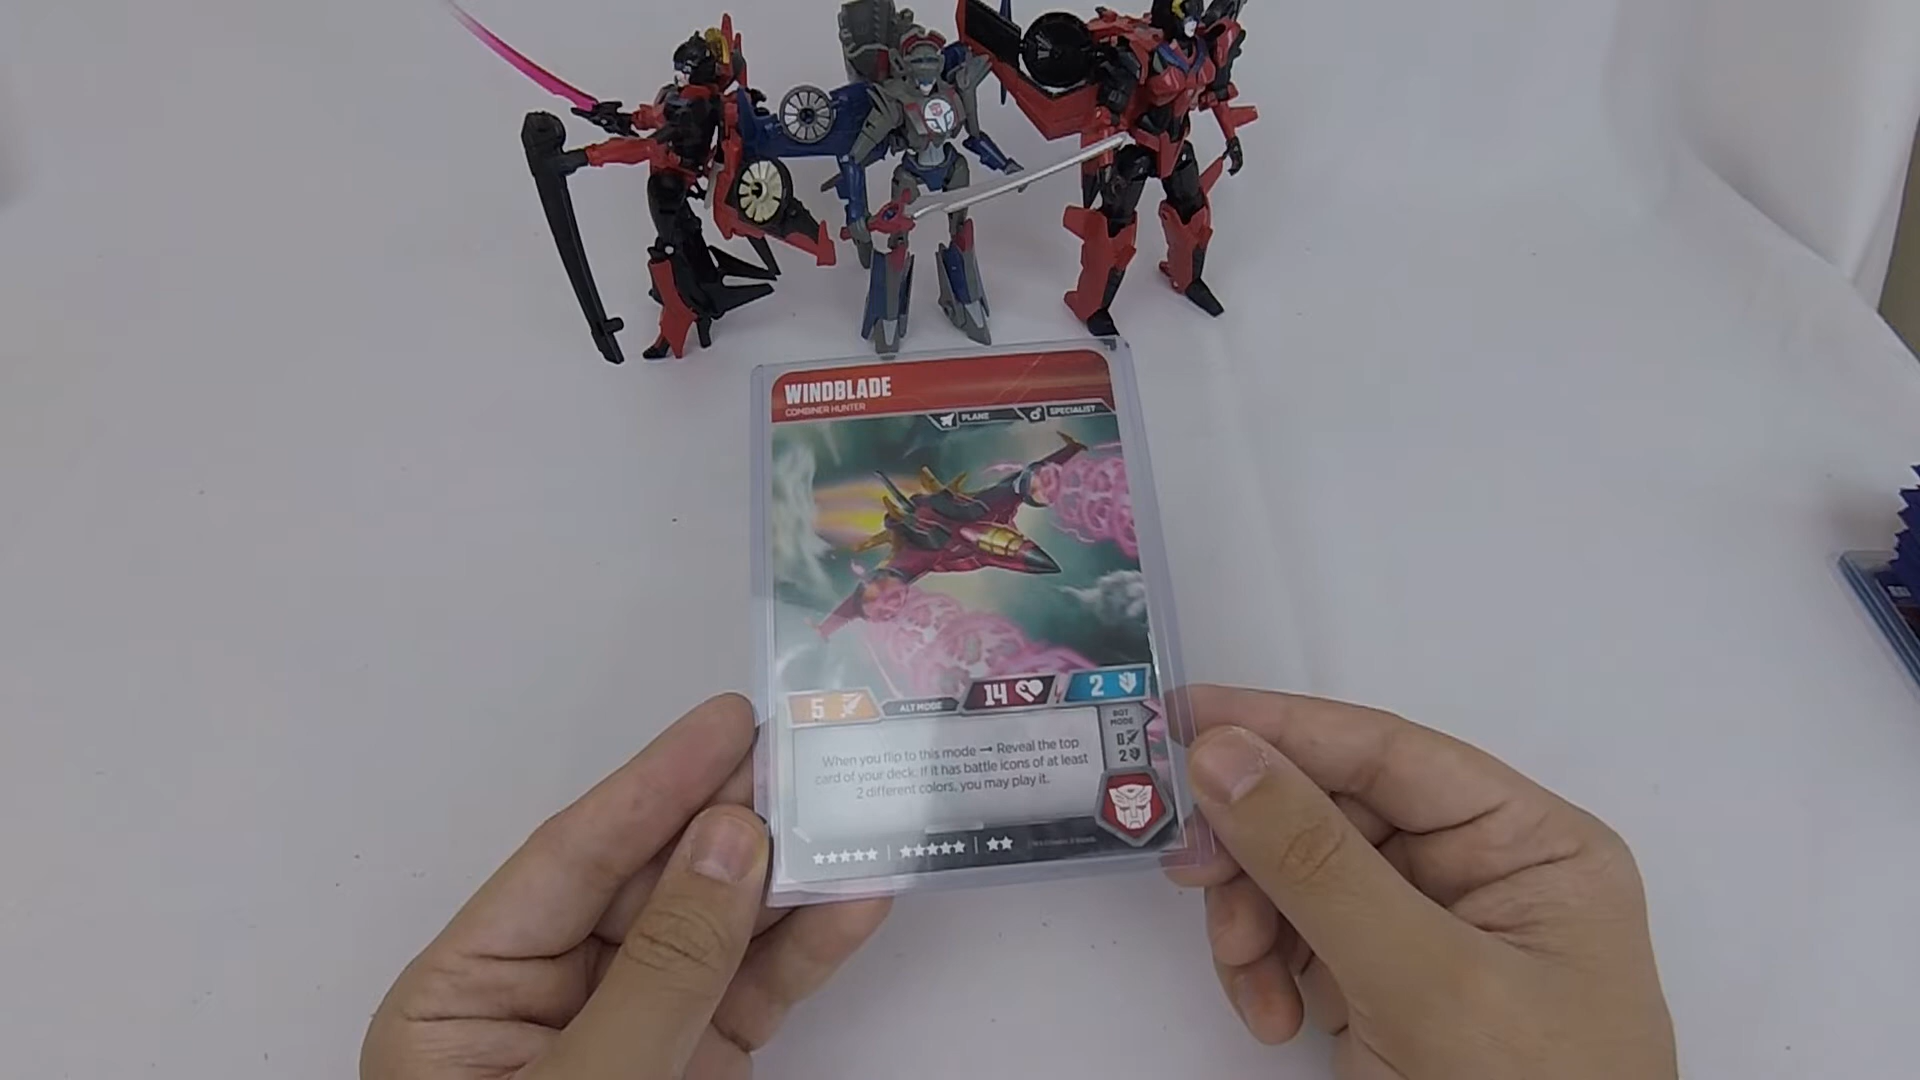 WINDBLADE
COMBINER HUNTER
PLANE
SPECIALIST
5
ALT MODE
14
2
BOT
MODE
0
2
When you flip to this mode → Reveal the top
card of your deck. If it has battle icons of at least
2 different colors, you may play it.